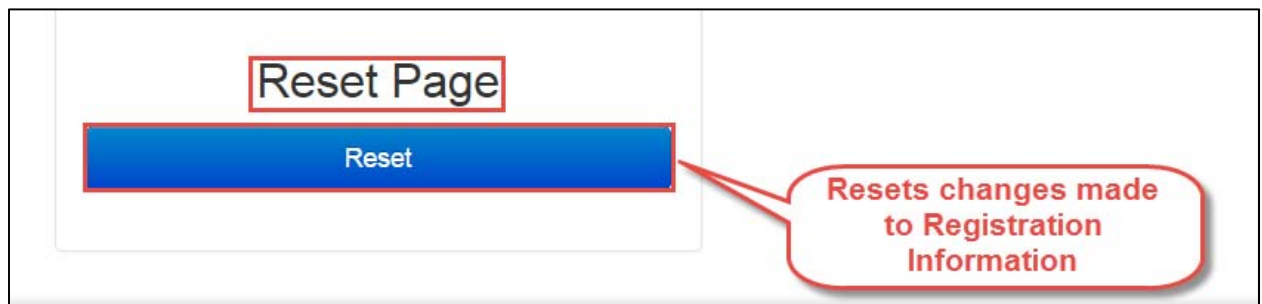 Reset Page
Reset
Resets changes made
to Registration
Information